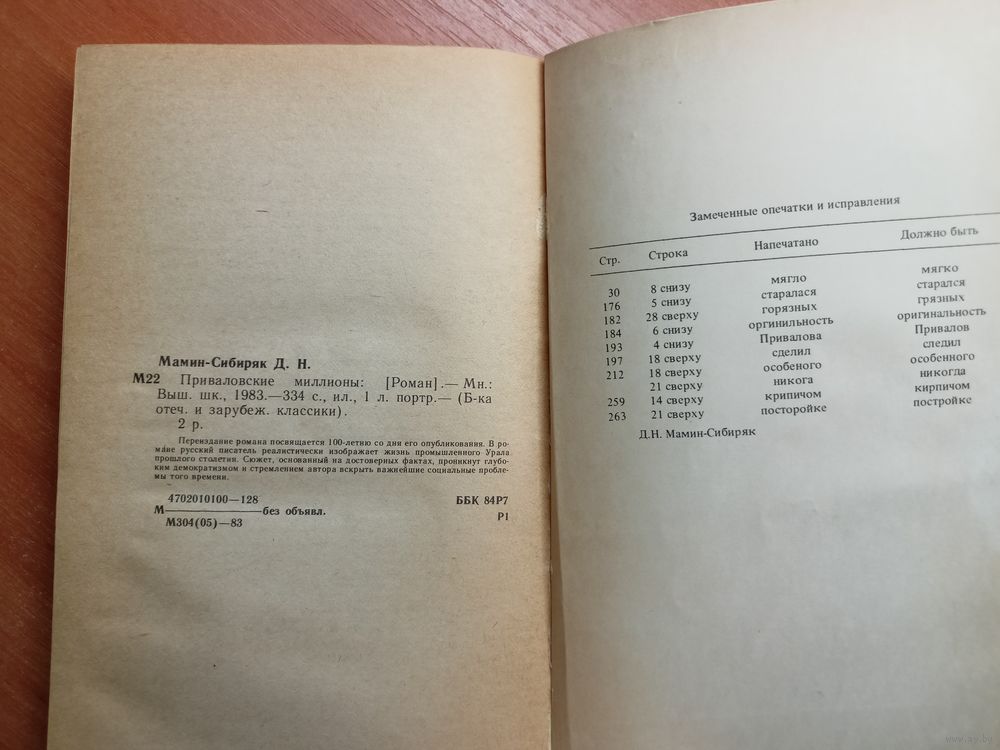 Мамин-Сибиряк Д. Н.
М22 Приваловские миллионы: [Роман].— Мн.:
Выш. шк., 1983.—334 с., ил., 1 л. портр.— (Б-ка
отеч. и зарубеж. классики).
2 р.
Переиздание романа посвящается 100-летию со дня его опубликования. В ро-
мане русский писатель реалистически изображает жизнь промышленного Урала
прошлого столетия. Сюжет, основанный на достоверных фактах, проникнут глубо-
ким демократизмом и стремлением автора вскрыть важнейшие социальные пробле-
мы того времени.
4702010100—128 ББК 84Р7
М————без объявл.
М304(05)—83 Р1
Замеченные опечатки и исправления
Стр. Строка Напечатано Должно быть
30 8 снизу мягло мягко
176 5 снизу старалася старался
182 28 сверху горязных грязных
184 6 снизу оргинильность оригинальность
193 4 снизу Привалова Привалов
197 18 сверху сделил следил
212 18 сверху особеного особенного
21 сверху никога никогда
259 14 сверху крипичом кирпичом
263 21 сверху посторойке постройке
Д.Н. Мамин-Сибиряк
www.ay.by